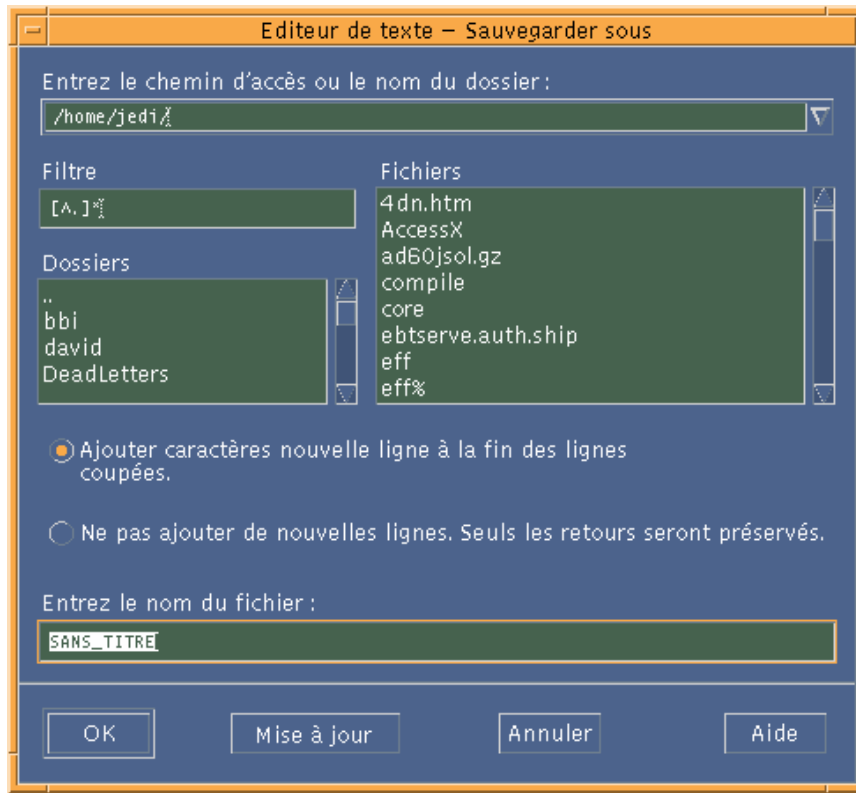 Editeur de texte – Sauvegarder sous
Entrez le chemin d'accès ou le nom du dossier :
/home/jedi/
Filtre
[^.]*
Dossiers
..
bbi
david
DeadLetters
Fichiers
4dn.htm
AccessX
ad60jsol.gz
compile
core
ebtserve.auth.ship
eff
eff%
Ajouter caractères nouvelle ligne à la fin des lignes
coupées.
Ne pas ajouter de nouvelles lignes. Seuls les retours seront préservés.
Entrez le nom du fichier :
SANS_TITRE
OK
Mise à jour
Annuler
Aide